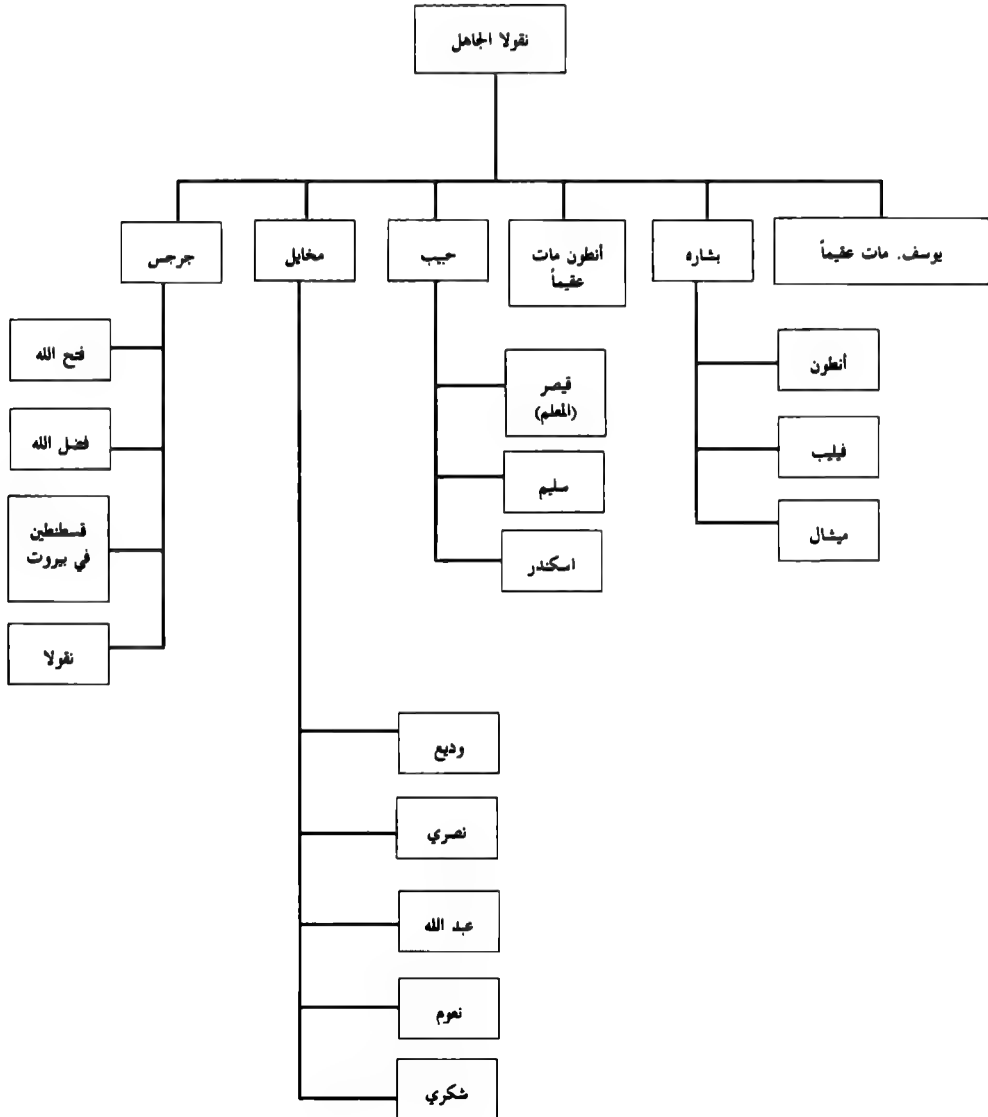 نقولا الجاهل
يوسف. مات عقيماً
بشاره
أنطون مات
عقيماً
حبيب
مخايل
جرجس
أنطون
فيليب
ميشال
قيصر
(المعلم)
سليم
اسكندر
وديع
نصري
عبد الله
نعوم
شكري
فتح الله
فضل الله
قسطنطين
في بيروت
نقولا